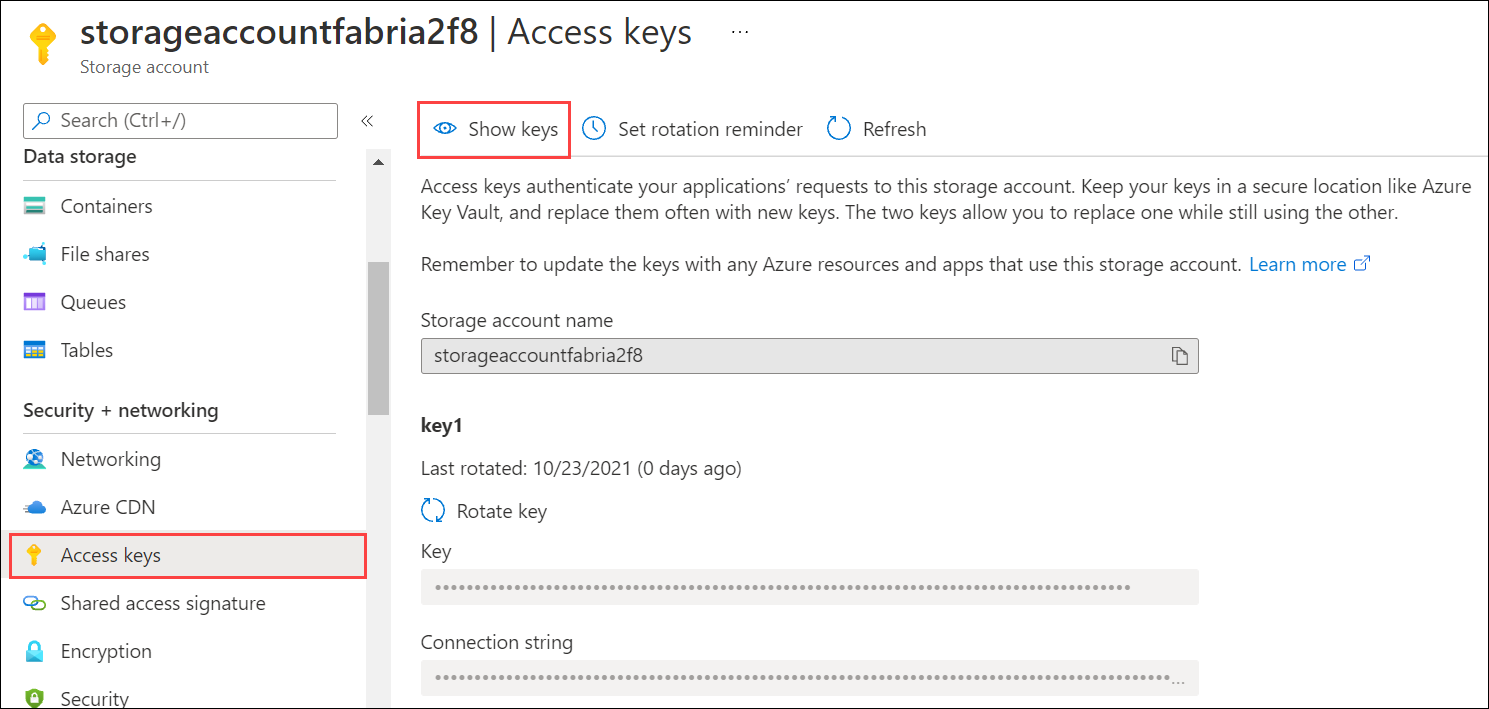 storageaccountfabria2f8 | Access keys ...
Storage account
Search (Ctrl+/)
«
Data storage
Containers
File shares
Queues
Tables
Security + networking
Networking
Azure CDN
Access keys
Shared access signature
Encryption
Security
Show keys
Set rotation reminder
Refresh
Access keys authenticate your applications’ requests to this storage account. Keep your keys in a secure location like Azure
Key Vault, and replace them often with new keys. The two keys allow you to replace one while still using the other.
Remember to update the keys with any Azure resources and apps that use this storage account. Learn more
Storage account name
storageaccountfabria2f8
key1
Last rotated: 10/23/2021 (0 days ago)
Rotate key
Key
Connection string